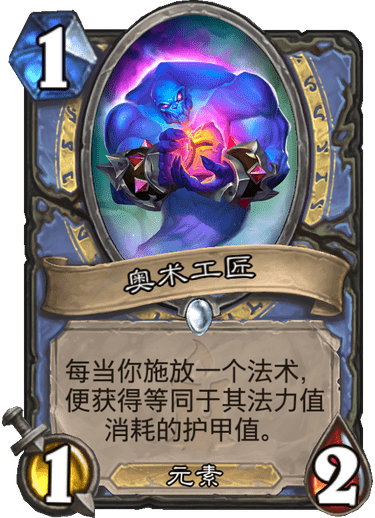 1
奥术工匠
每当你施放一个法术，
便获得等同于其法力值
消耗的护甲值。
元素
1
2